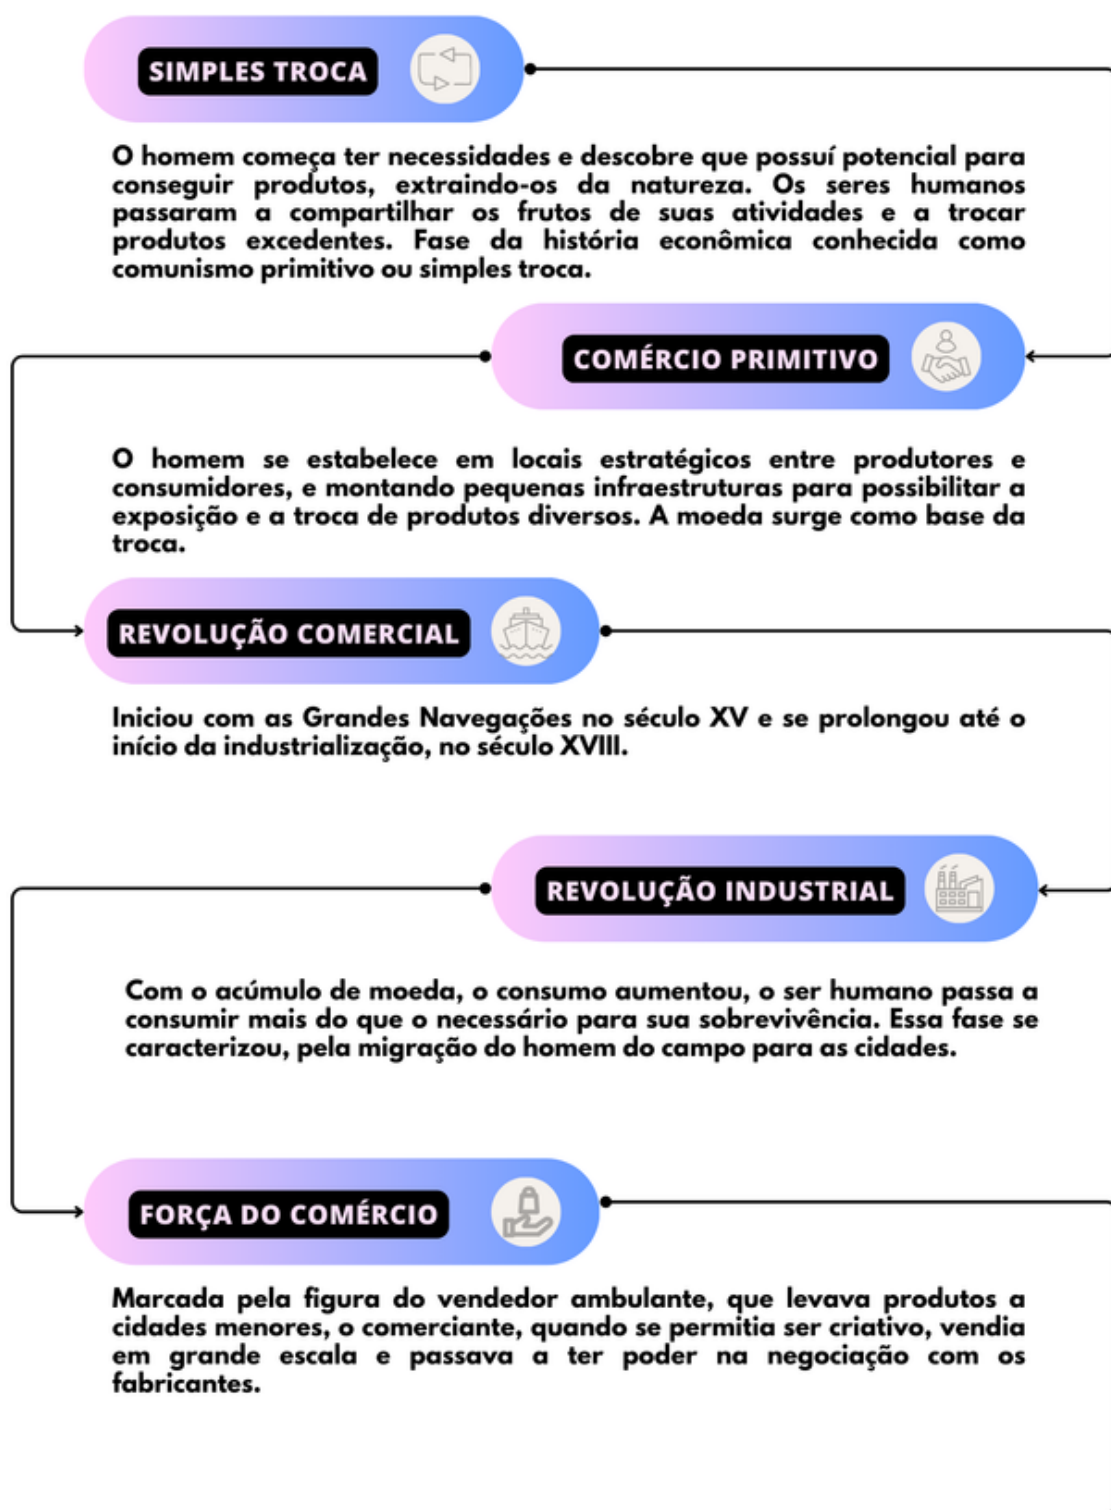 SIMPLES TROCA
O homem começa ter necessidades e descobre que possuí potencial para
conseguir produtos, extraindo-os da natureza. Os seres humanos
passaram a compartilhar os frutos de suas atividades e a trocar
produtos excedentes. Fase da história econômica conhecida como
comunismo primitivo ou simples troca.
COMÉRCIO PRIMITIVO
O homem se estabelece em locais estratégicos entre produtores e
consumidores, e montando pequenas infraestruturas para possibilitar a
exposição e a troca de produtos diversos. A moeda surge como base da
troca.
REVOLUÇÃO COMERCIAL
Iniciou com as Grandes Navegações no século XV e se prolongou até o
início da industrialização, no século XVIII.
REVOLUÇÃO INDUSTRIAL
Com o acúmulo de moeda, o consumo aumentou, o ser humano passa a
consumir mais do que o necessário para sua sobrevivência. Essa fase se
caracterizou, pela migração do homem do campo para as cidades.
FORÇA DO COMÉRCIO
Marcada pela figura do vendedor ambulante, que levava produtos a
cidades menores, o comerciante, quando se permitia ser criativo, vendia
em grande escala e passava a ter poder na negociação com os
fabricantes.